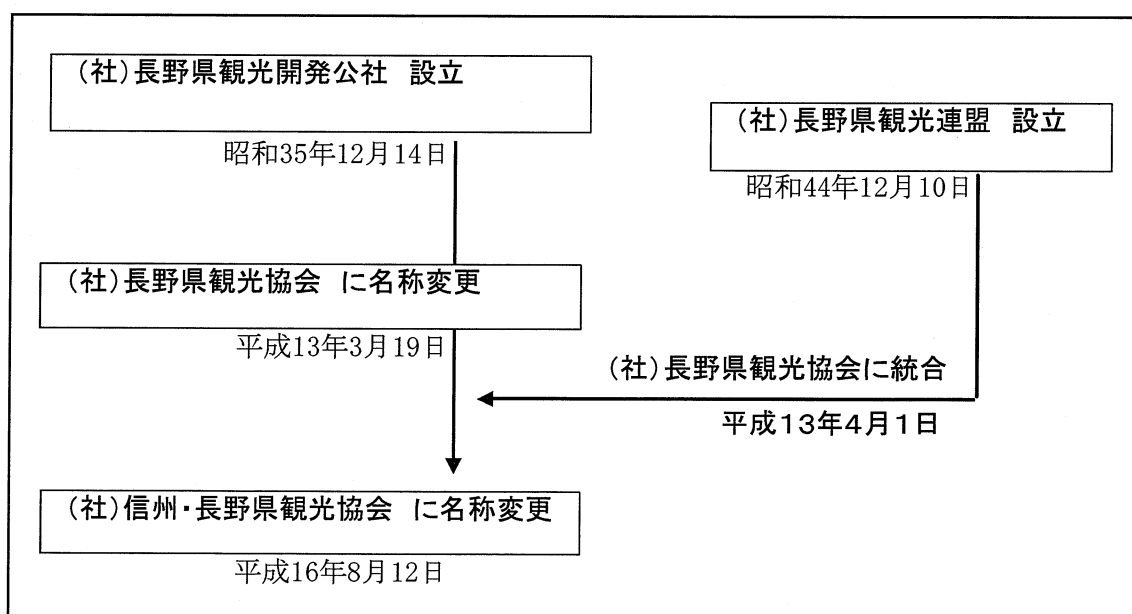 (社)長野県観光開発公社　設立
昭和35年12月14日
(社)長野県観光連盟　設立
昭和44年12月10日
(社)長野県観光協会　に名称変更
平成13年3月19日
(社)長野県観光協会に統合
平成１３年４月１日
(社)信州・長野県観光協会　に名称変更
平成16年8月12日